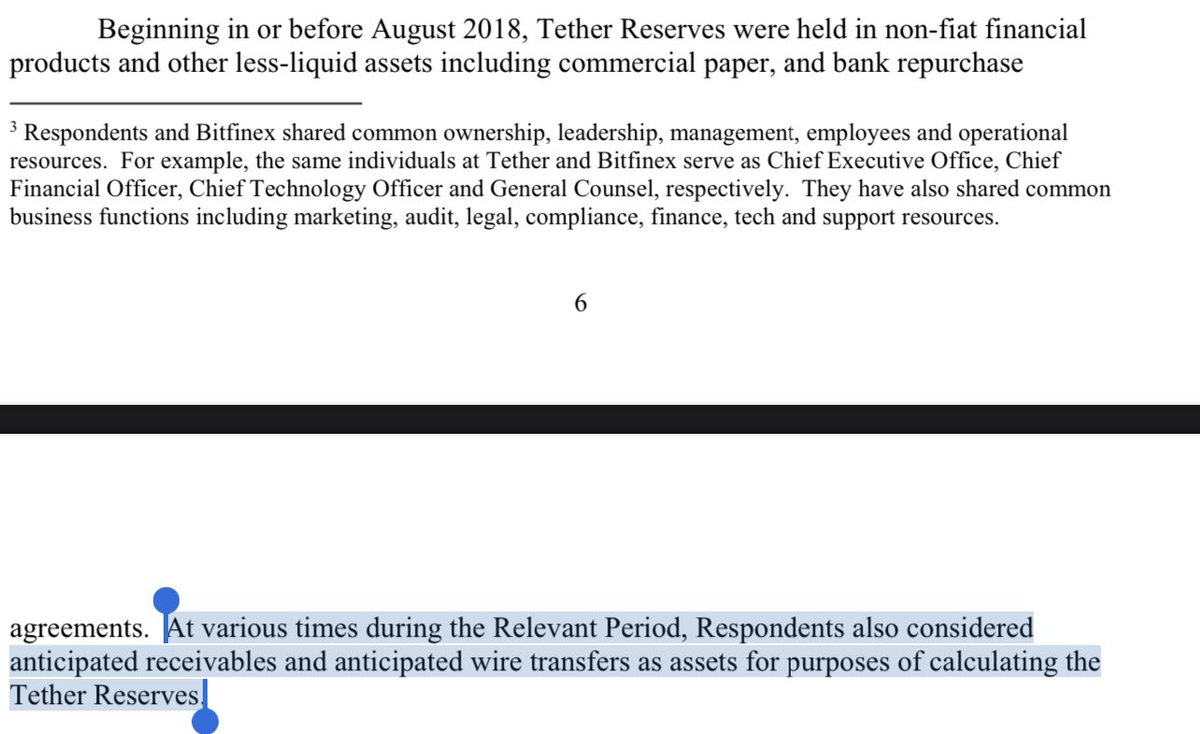 Beginning in or before August 2018, Tether Reserves were held in non-fiat financial
products and other less-liquid assets including commercial paper, and bank repurchase
3 Respondents and Bitfinex shared common ownership, leadership, management, employees and operational
resources. For example, the same individuals at Tether and Bitfinex serve as Chief Executive Office, Chief
Financial Officer, Chief Technology Officer and General Counsel, respectively. They have also shared common
business functions including marketing, audit, legal, compliance, finance, tech and support resources.
6
agreements. At various times during the Relevant Period, Respondents also considered
anticipated receivables and anticipated wire transfers as assets for purposes of calculating the
Tether Reserves.